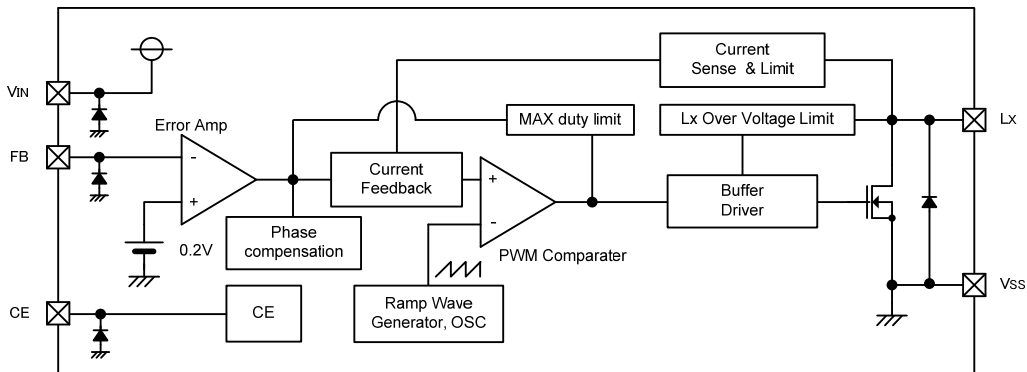 Current
Sense & Limit
VIN
Error Amp
MAX duty limit
Lx Over Voltage Limit
Lx
FB
-
+
Current
Feedback
+
-
Buffer
Driver
0.2V
Phase
compensation
PWM Comparater
CE
CE
Ramp Wave
Generator, OSC
VSS